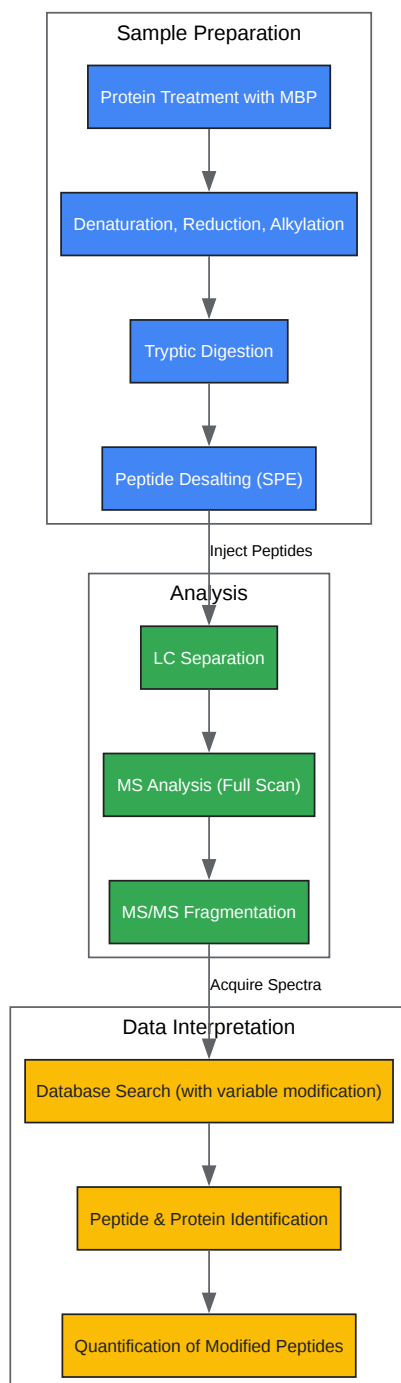 Sample Preparation
Protein Treatment with MBP
Denaturation, Reduction, Alkylation
Tryptic Digestion
Peptide Desalting (SPE)
Inject Peptides
Analysis
LC Separation
MS Analysis (Full Scan)
MS/MS Fragmentation
Acquire Spectra
Data Interpretation
Database Search (with variable modification)
Peptide & Protein Identification
Quantification of Modified Peptides